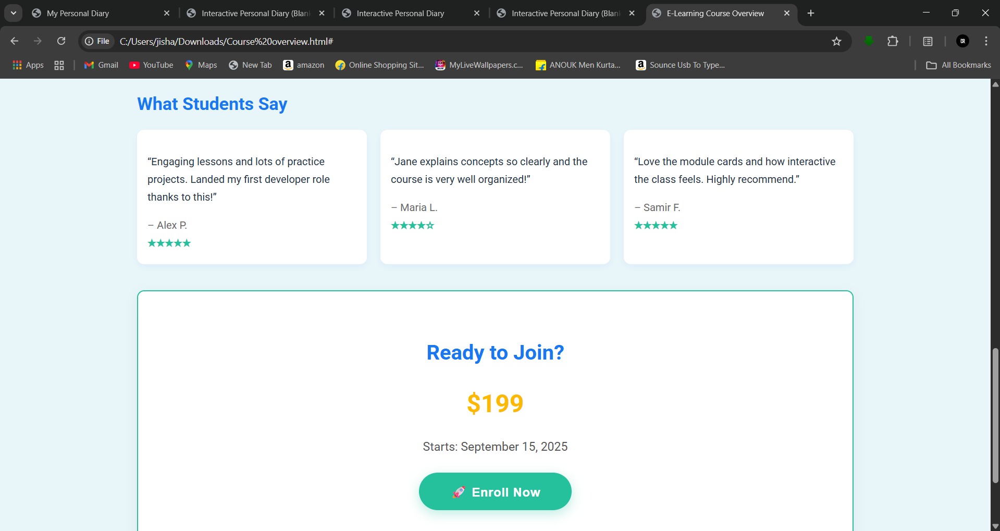 My Personal Diary
Interactive Personal Diary (Blan
Interactive Personal Diary
Interactive Personal Diary (Blan
E-Learning Course Overview
File
C:/Users/jisha/Downloads/Course%20overview.html#
CR
Apps
Gmail
YouTube
Maps
New Tab
amazon
Online Shopping Sit...
MyLiveWallpapers.c...
ANOUK Men Kurta...
Sounce Usb To Type...
All Bookmarks
What Students Say
“Engaging lessons and lots of practice
projects. Landed my first developer role
thanks to this!”
– Alex P.
★★★★★
“Jane explains concepts so clearly and the
course is very well organized!”
– Maria L.
★★★★☆
“Love the module cards and how interactive
the class feels. Highly recommend.”
– Samir F.
★★★★★
Ready to Join?
$199
Starts: September 15, 2025
🚀 Enroll Now